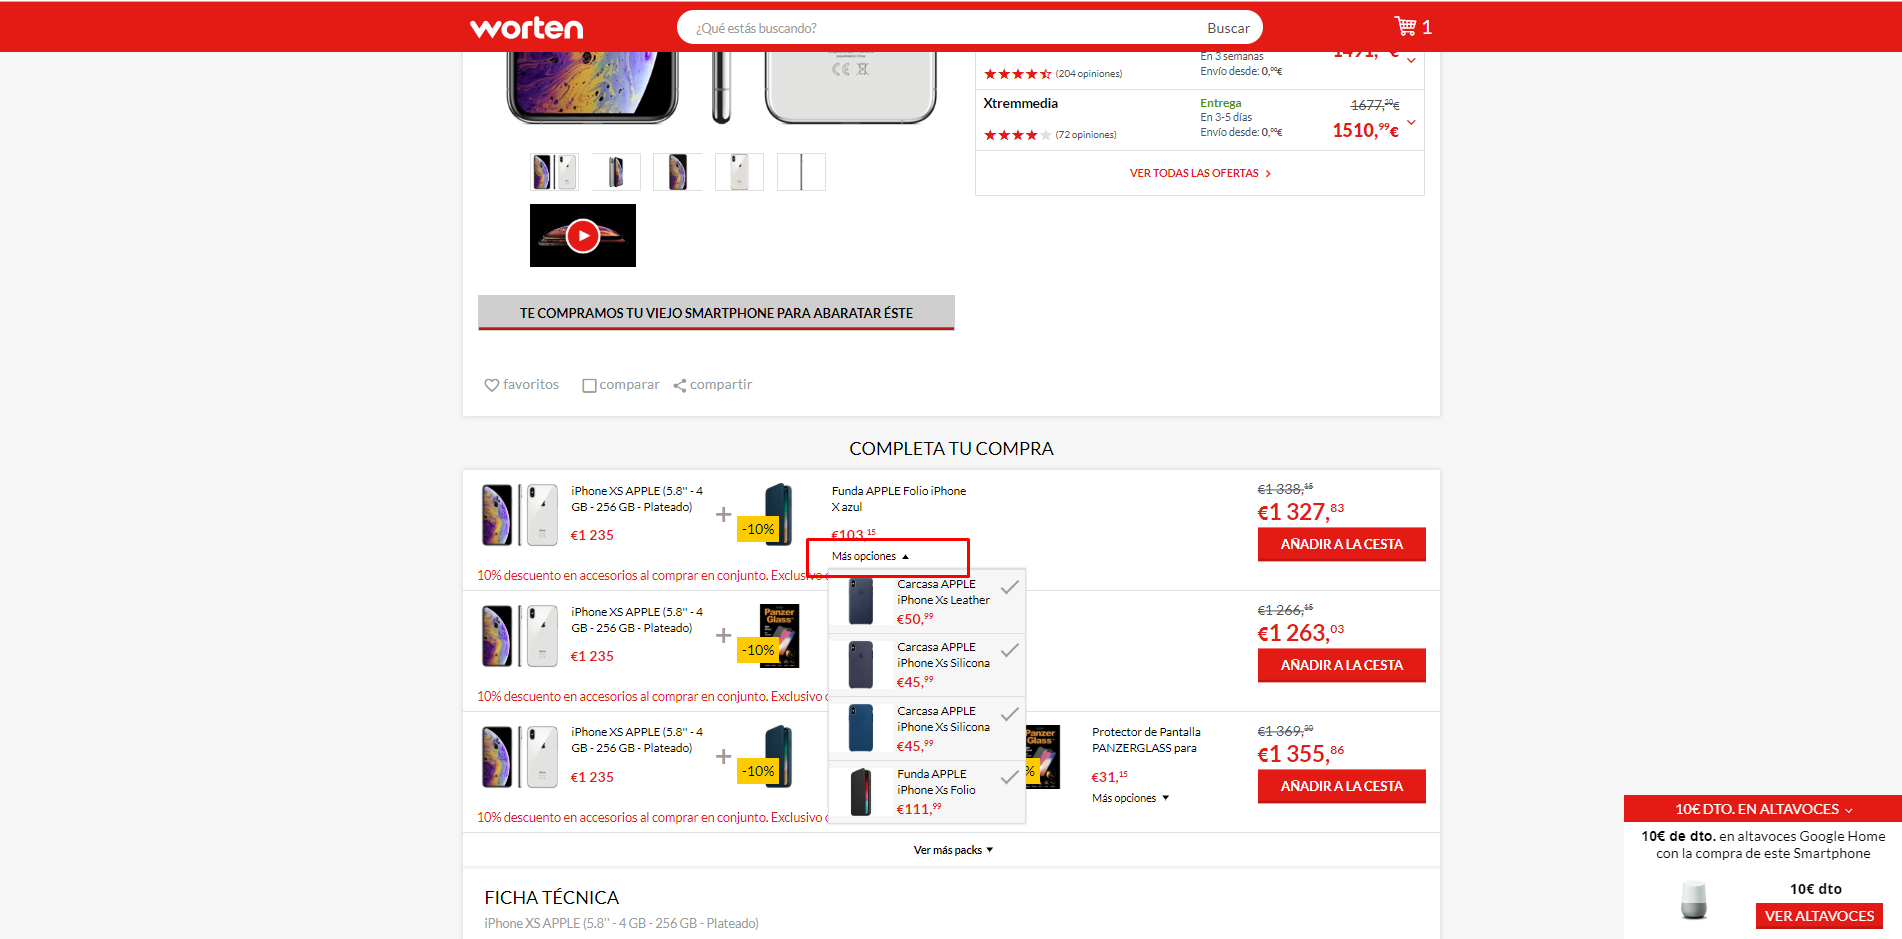 worten
¿Qué estás buscando?
Buscar
1
En 3 semanas
(204 opiniones)
Envío desde: 0,⁰⁰€
Xtremmedia
Entrega
En 3-5 días
Envío desde: 0,⁰⁰€
(72 opiniones)
1510,⁹⁹€
VER TODAS LAS OFERTAS
TE COMPRAMOS TU VIEJO SMARTPHONE PARA ABARATAR ÉSTE
favoritos
comparar
compartir
COMPLETA TU COMPRA
iPhone XS APPLE (5.8'' - 4
GB - 256 GB - Plateado)
€1 235
-10%
Funda APPLE Folio iPhone
X azul
€103,¹⁵
Más opciones
€1 338,¹⁵
€1 327,⁸³
AÑADIR A LA CESTA
10% descuento en accesorios al comprar en conjunto. Exclusivo
Carcasa APPLE
iPhone Xs Leather
€50,⁹⁹
Carcasa APPLE
iPhone Xs Silicona
€45,⁹⁹
Carcasa APPLE
iPhone Xs Silicona
€45,⁹⁹
Funda APPLE
iPhone Xs Folio
€111,⁹⁹
iPhone XS APPLE (5.8'' - 4
GB - 256 GB - Plateado)
€1 235
Panzer
Glass
-10%
€1 266,¹⁵
€1 263,⁰³
AÑADIR A LA CESTA
10% descuento en accesorios al comprar en conjunto. Exclusivo
iPhone XS APPLE (5.8'' - 4
GB - 256 GB - Plateado)
€1 235
-10%
Panzer
Glass
%
Protector de Pantalla
PANZERGLASS para
€31,¹⁵
Más opciones
€1 369,³⁰
€1 355,⁸⁶
AÑADIR A LA CESTA
10% descuento en accesorios al comprar en conjunto. Exclusivo
Ver más packs
FICHA TÉCNICA
iPhone XS APPLE (5.8'' - 4 GB - 256 GB - Plateado)
10€ DTO. EN ALTAVOCES
10€ de dto. en altavoces Google Home
con la compra de este Smartphone
10€ dto
VER ALTAVOCES